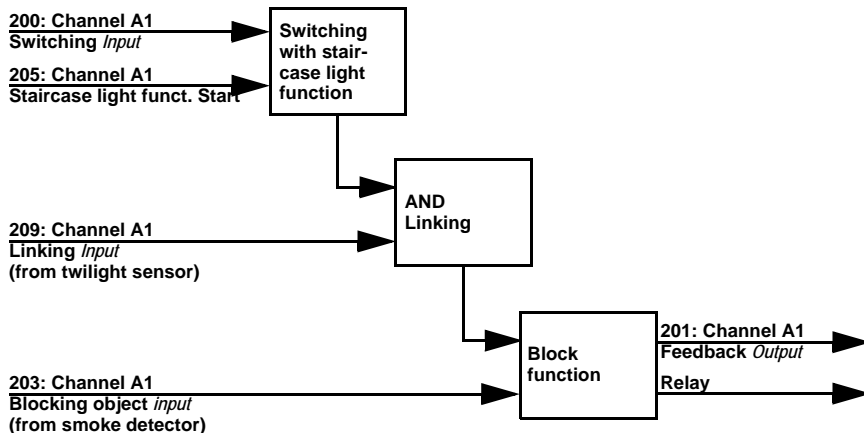 200: Channel A1
Switching Input
205: Channel A1
Staircase light funct. Start
Switching
with stair-
case light
function
AND
Linking
209: Channel A1
Linking Input
(from twilight sensor)
Block
function
201: Channel A1
Feedback Output
Relay
203: Channel A1
Blocking object input
(from smoke detector)